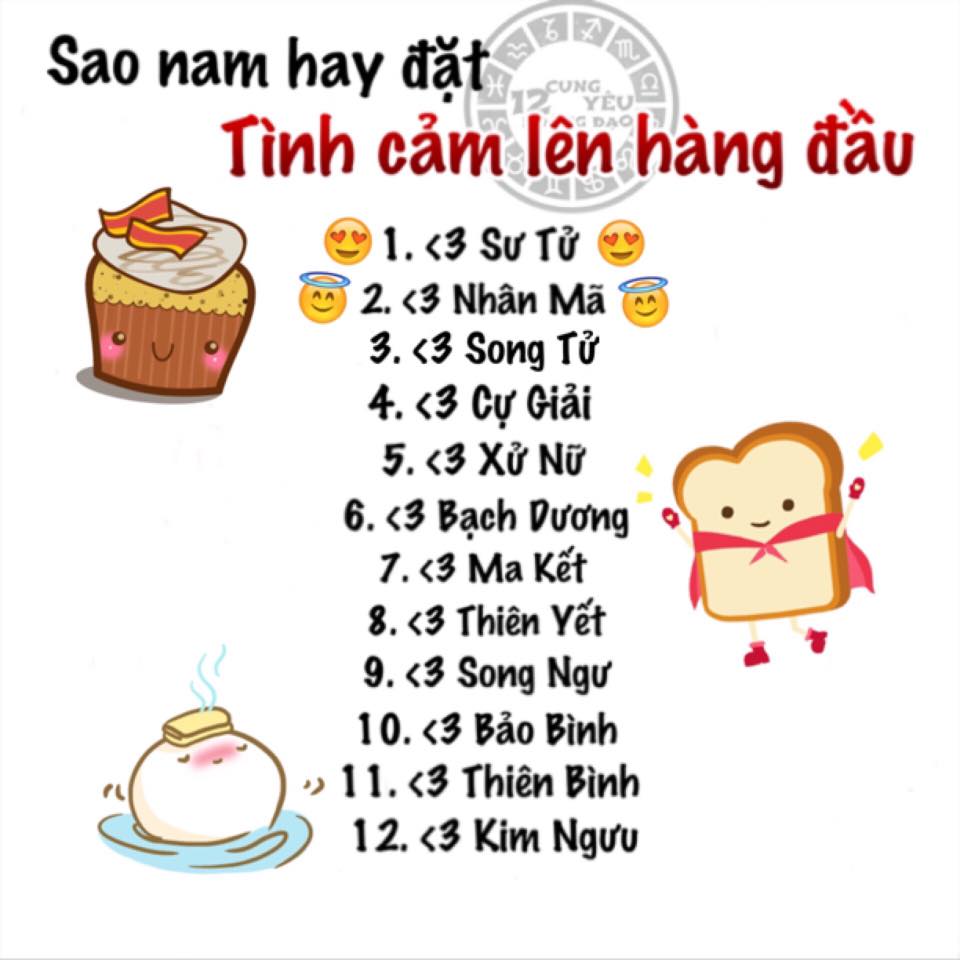 Sao nam hay đặt
12 CUNG YÊU
ĐẠO
Tình cảm lên hàng đầu
1. <3 Sư Tử
2. <3 Nhân Mã
3. <3 Song Tử
4. <3 Cự Giải
5. <3 Xử Nữ
6. <3 Bạch Dương
7. <3 Ma Kết
8. <3 Thiên Yết
9. <3 Song Ngư
10. <3 Bảo Bình
11. <3 Thiên Bình
12. <3 Kim Ngưu